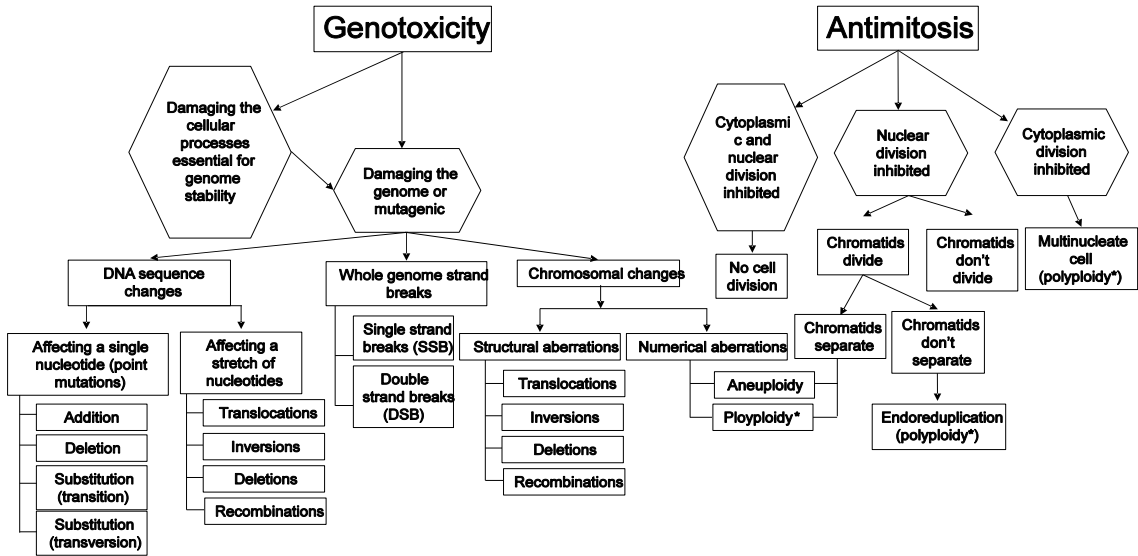 Genotoxicity
Antimitosis
Damaging the
cellular
processes
essential for
genome
stability
Damaging the
genome or
mutagenic
Cytoplasmi
c and
nuclear
division
inhibited
Nuclear
division
inhibited
Cytoplasmic
division
inhibited
DNA sequence
changes
Whole genome strand
breaks
Chromosomal changes
No cell
division
Chromatids
divide
Chromatids
don't
divide
Multinucleate
cell
(polyploidy*)
Affecting a single
nucleotide (point
mutations)
Affecting a
stretch of
nucleotides
Single strand
breaks (SSB)
Double
strand breaks
(DSB)
Structural aberrations
Numerical aberrations
Chromatids
separate
Chromatids
don't
separate
Addition
Deletion
Substitution
(transition)
Substitution
(transversion)
Translocations
Inversions
Deletions
Recombinations
Translocations
Inversions
Deletions
Recombinations
Aneuploidy
Ployploidy*
Endoreduplication
(polyploidy*)